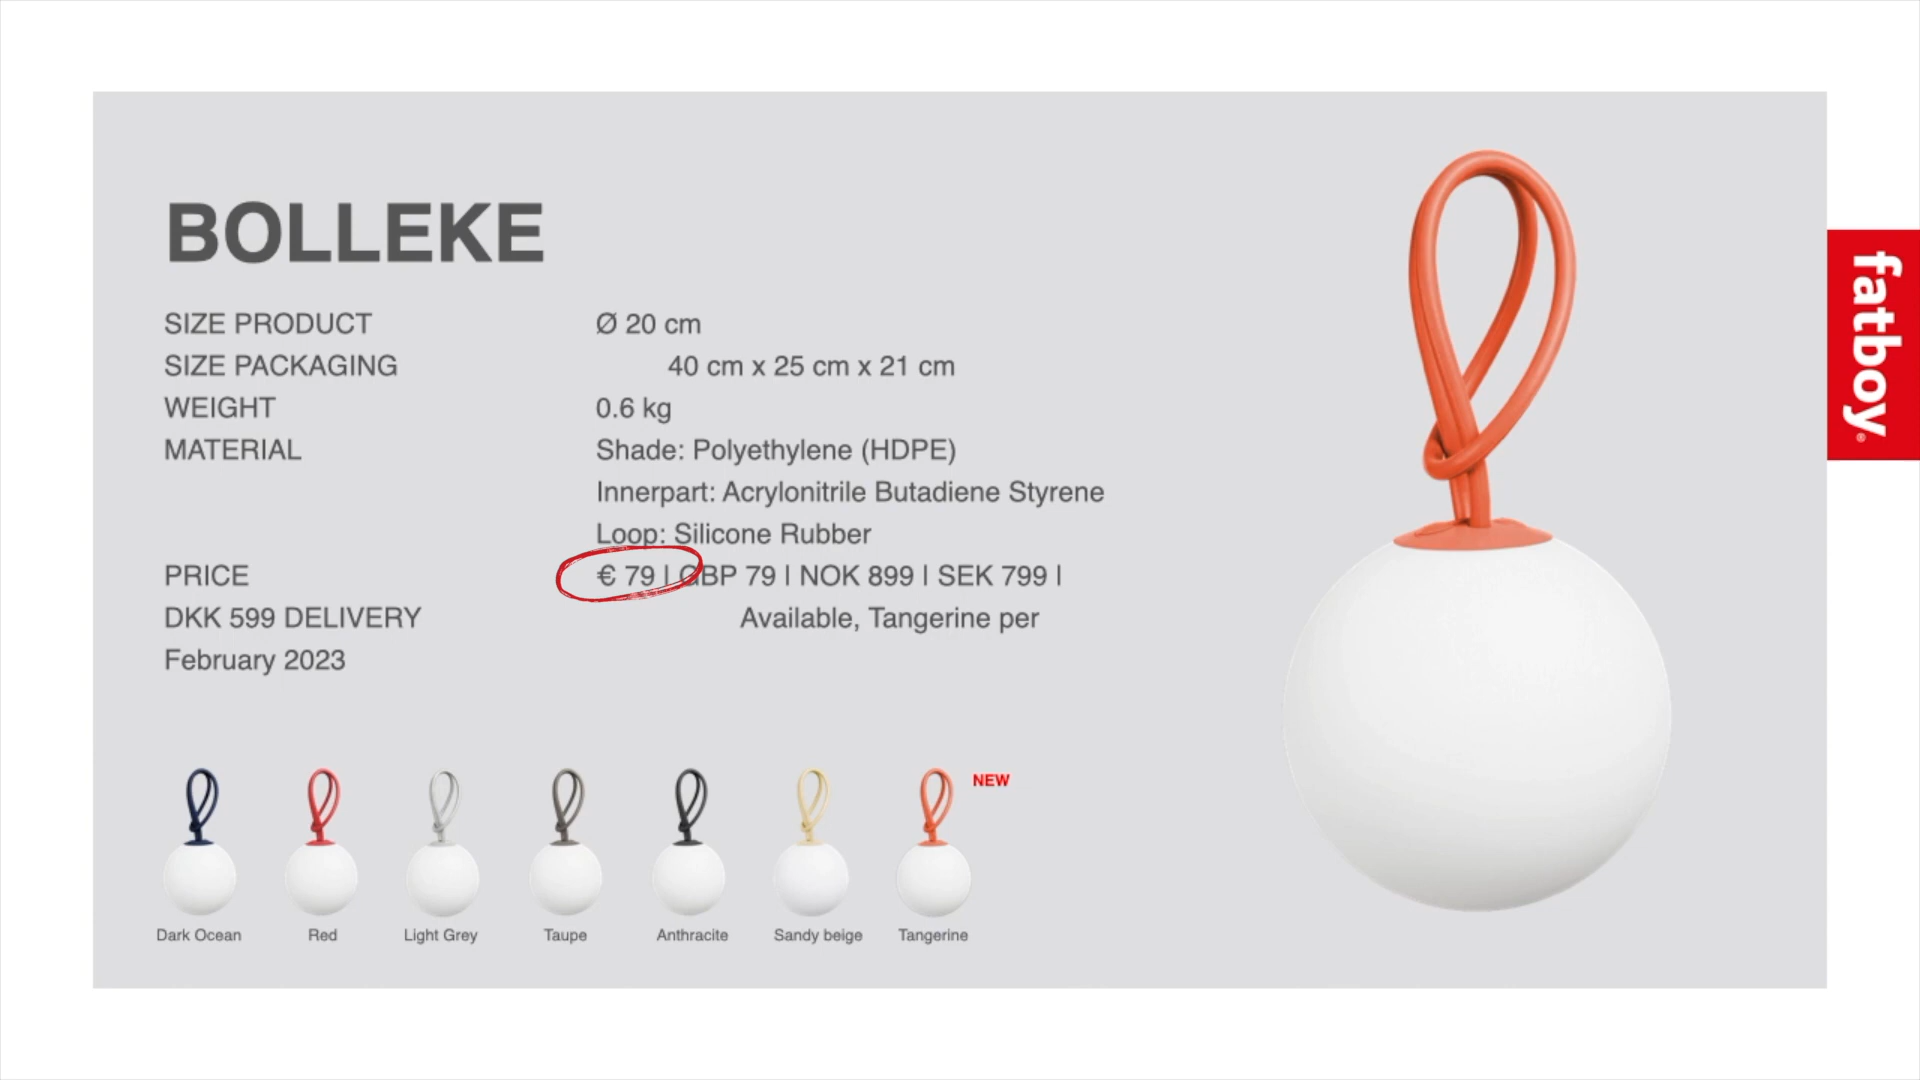 BOLLEKE
SIZE PRODUCT Ø 20 cm
SIZE PACKAGING 40 cm x 25 cm x 21 cm
WEIGHT 0.6 kg
MATERIAL Shade: Polyethylene (HDPE)
Innerpart: Acrylonitrile Butadiene Styrene
Loop: Silicone Rubber
PRICE € 79 | GBP 79 | NOK 899 | SEK 799 |
DKK 599 DELIVERY Available, Tangerine per
February 2023
NEW
Dark Ocean Red Light Grey Taupe Anthracite Sandy beige Tangerine
fatboy®